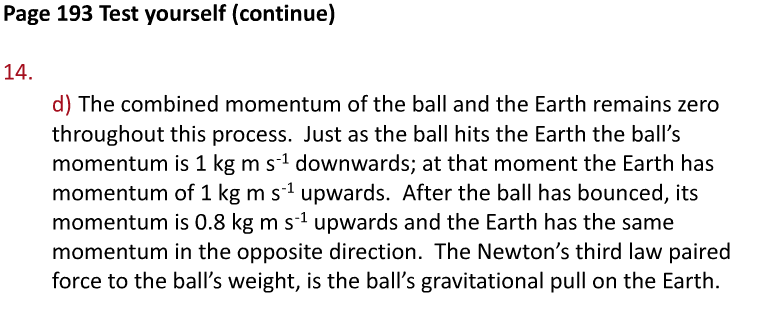 Page 193 Test yourself (continue)
14.
d) The combined momentum of the ball and the Earth remains zero
throughout this process.  Just as the ball hits the Earth the ball's
momentum is 1 kg m s⁻¹ downwards; at that moment the Earth has
momentum of 1 kg m s⁻¹ upwards.  After the ball has bounced, its
momentum is 0.8 kg m s⁻¹ upwards and the Earth has the same
momentum in the opposite direction.  The Newton's third law paired
force to the ball's weight, is the ball's gravitational pull on the Earth.